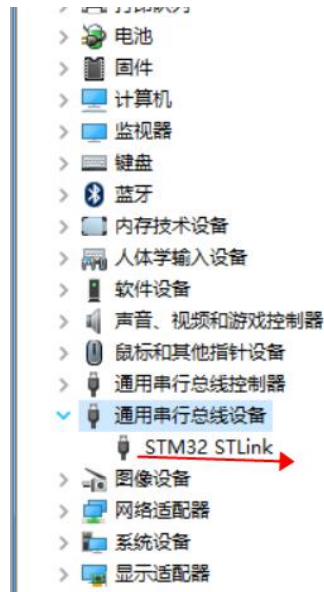 打印队列
电池
固件
计算机
监视器
键盘
蓝牙
内存技术设备
人体学输入设备
软件设备
声音、视频和游戏控制器
鼠标和其他指针设备
通用串行总线控制器
通用串行总线设备
STM32 STLink
图像设备
网络适配器
系统设备
显示适配器